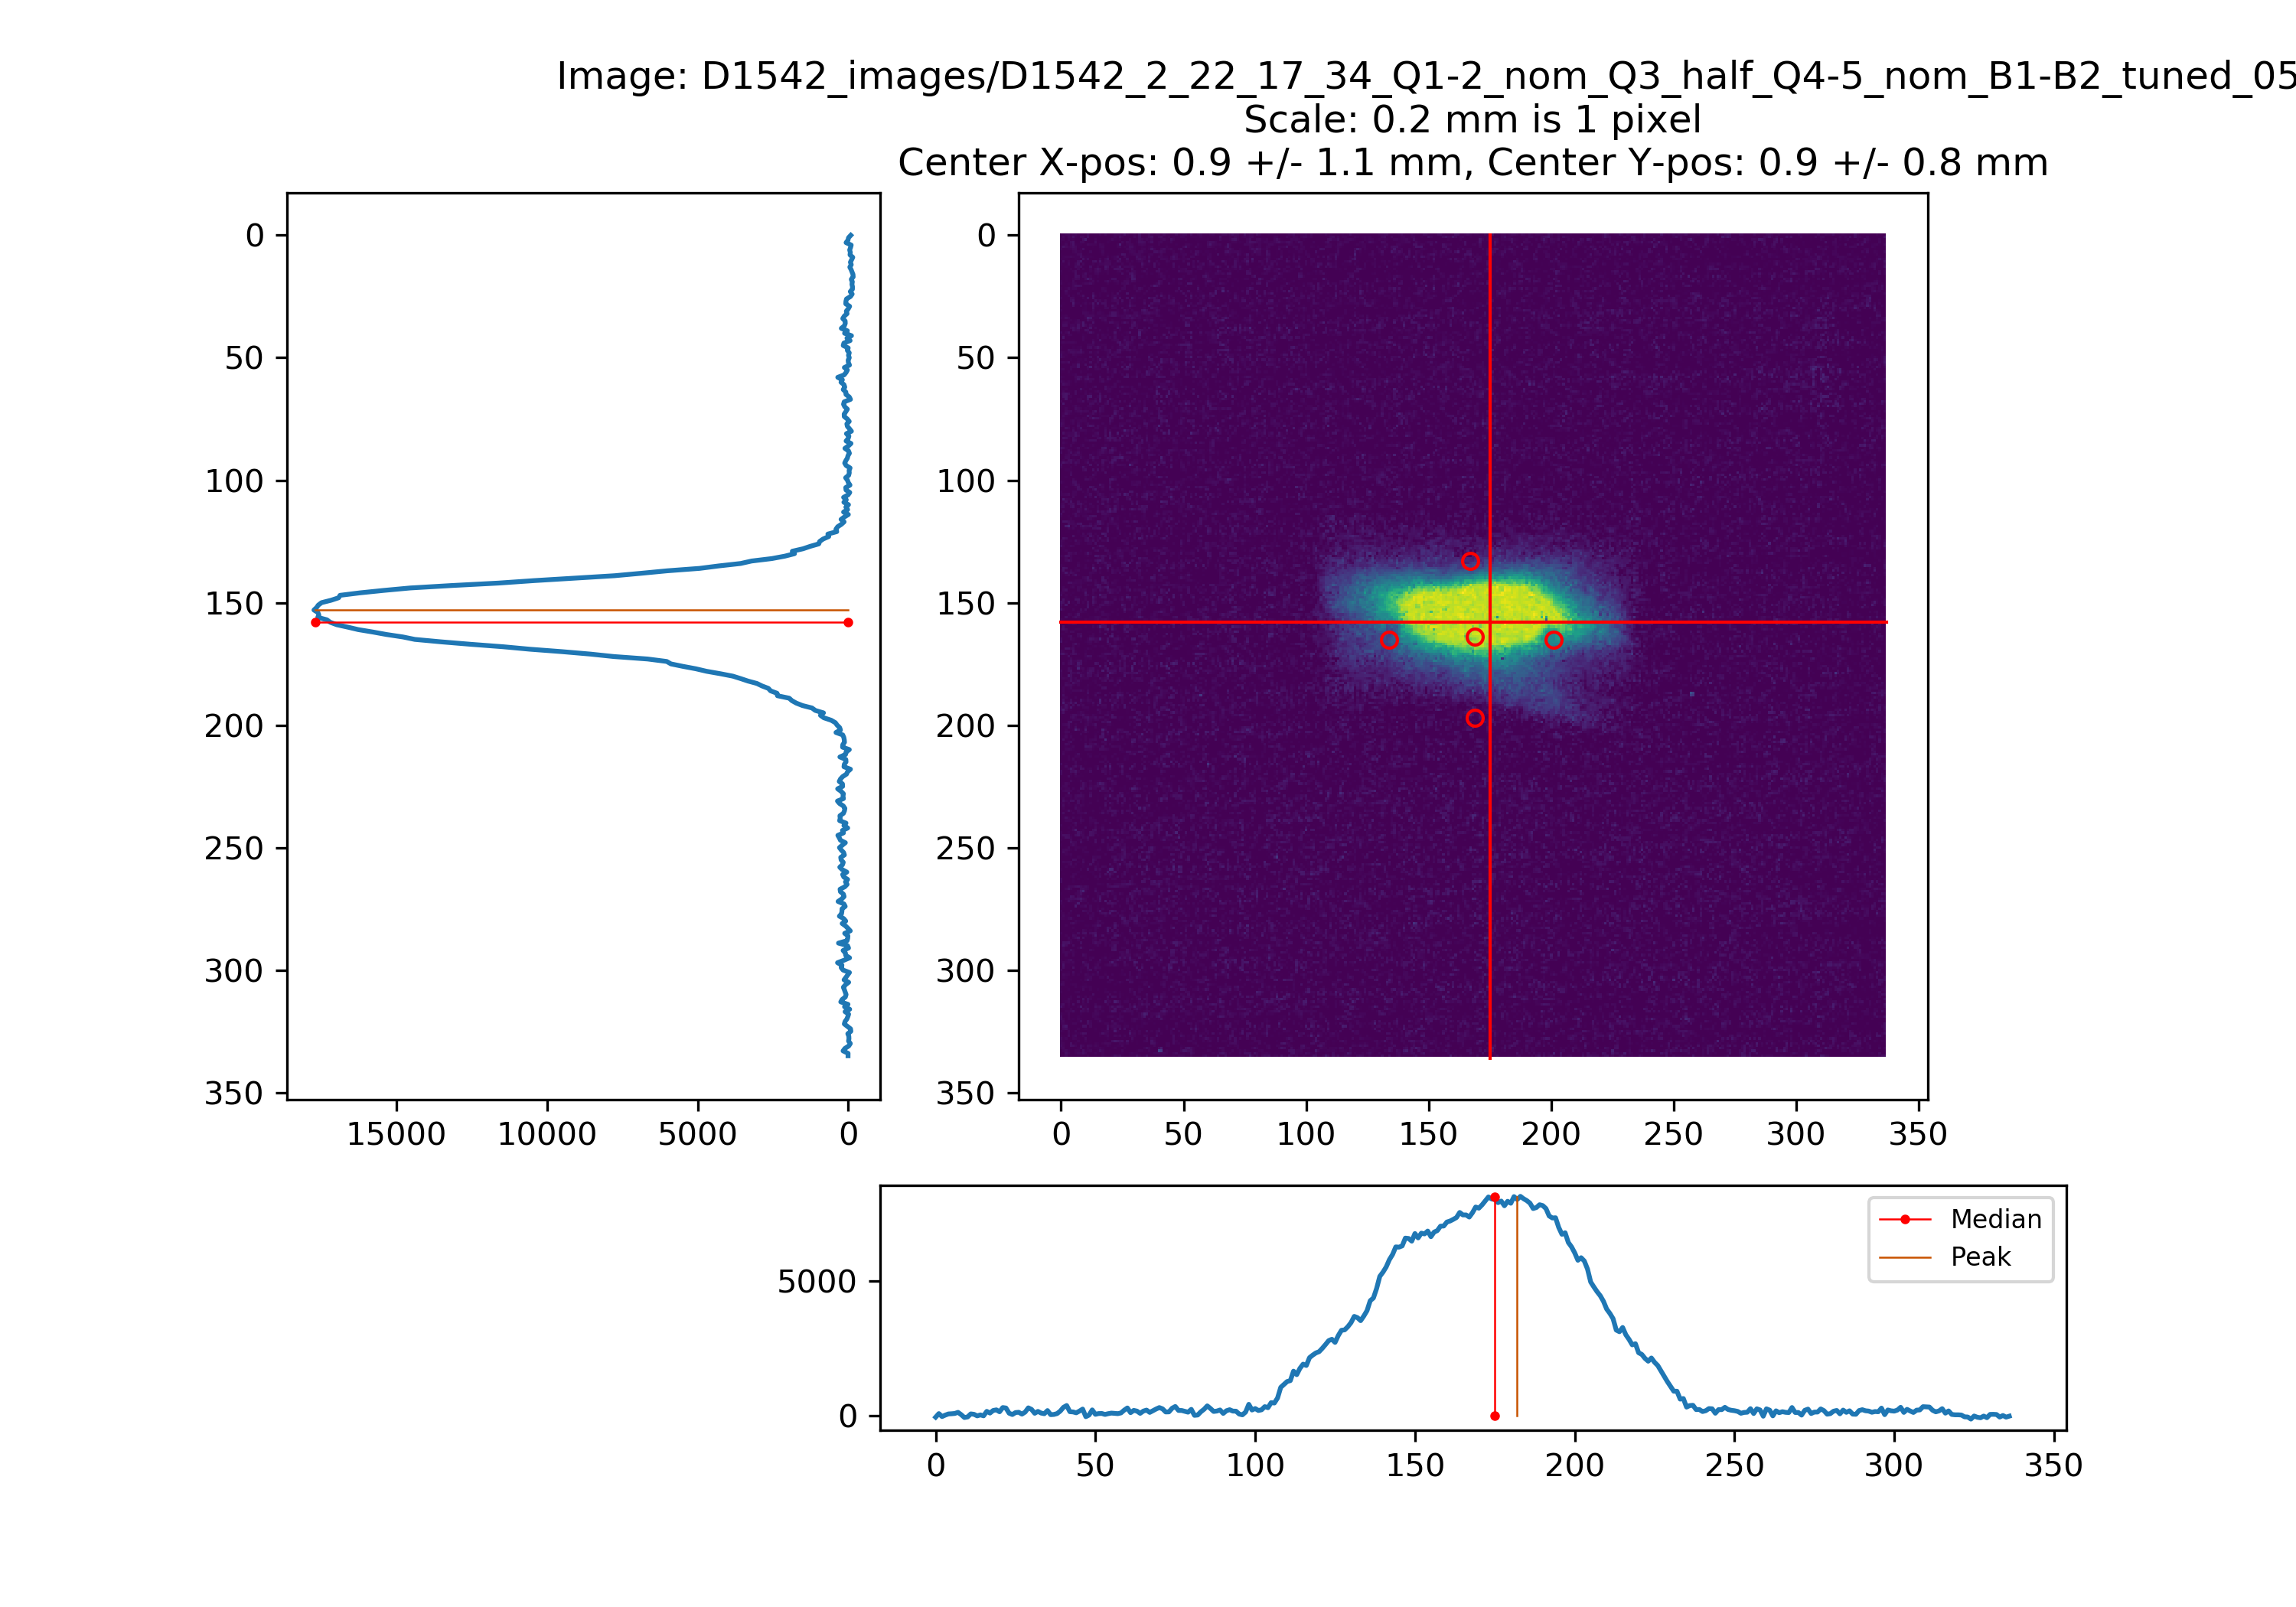 Image: D1542_images/D1542_2_22_17_34_Q1-2_nom_Q3_half_Q4-5_nom_B1-B2_tuned_05
Scale: 0.2 mm is 1 pixel
Center X-pos: 0.9 +/- 1.1 mm, Center Y-pos: 0.9 +/- 0.8 mm
0
50
100
150
200
250
300
350
15000 10000 5000 0
0
50
100
150
200
250
300
350
0 50 100 150 200 250 300 350
5000
0
0 50 100 150 200 250 300 350
Median
Peak